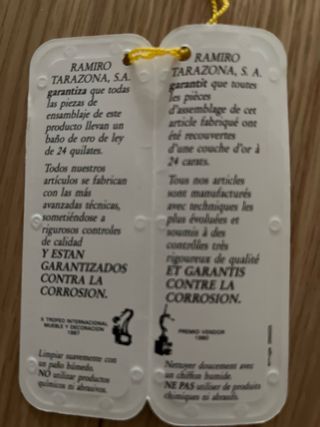 RAMIRO
TARAZONA, S.A.
garantiza que todas
las piezas de
ensamblaje de este
producto llevan un
baño de oro de ley
de 24 quilates.
Todos nuestros
artículos se fabrican
con las más
avanzadas técnicas,
sometiéndose a
rigurosos controles
de calidad
Y ESTAN
GARANTIZADOS
CONTRA LA
CORROSION.
X TROFEO INTERNACIONAL
MUEBLE Y DECORACION
1987
Limpiar suavemente con
un paño húmedo.
NO utilizar productos
químicos ni abrasivos.
RAMIRO
TARAZONA, S. A.
garantit que toutes
les pièces
d'assemblage de cet
article fabriqué ont
été recouvertes
d'une couche d'or à
24 carats.
Tous nos articles
sont manufacturés
avec techniques les
plus évoluées et
soumis à des
contrôles très
rigoureux de qualité
ET GARANTIS
CONTRE LA
CORROSION.
PREMIO VENDOR
1980
Nettoyer doucement avec
un chiffon humide.
NE PAS utiliser de produits
chimiques ni abrasifs.